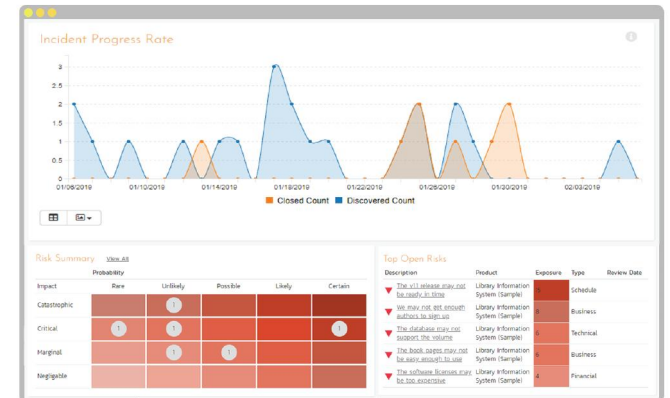 Incident Progress Rate
3
2.5
2
1.5
1
0.5
0
01/06/2019 01/10/2019 01/14/2019 01/18/2019 01/22/2019 01/26/2019 01/30/2019 02/03/2019
Closed Count Discovered Count
Risk Summary View All
Probability
Impact Rare Unlikely Possible Likely Certain
Catastrophic 1
Critical 1 1 1
Marginal 1 1
Negligable
Top Open Risks
Description Product Exposure Type Review Date
The v1.1 release may not
be ready in time
Library Information
System (Sample)
Schedule
We may not get enough
authors to sign up
Library Information
System (Sample)
8 Business
The database may not
support the volume
Library Information
System (Sample)
6 Technical
The book pages may not
be easy enough to use
Library Information
System (Sample)
6 Business
The software licenses may
be too expensive
Library Information
System (Sample)
4 Financial